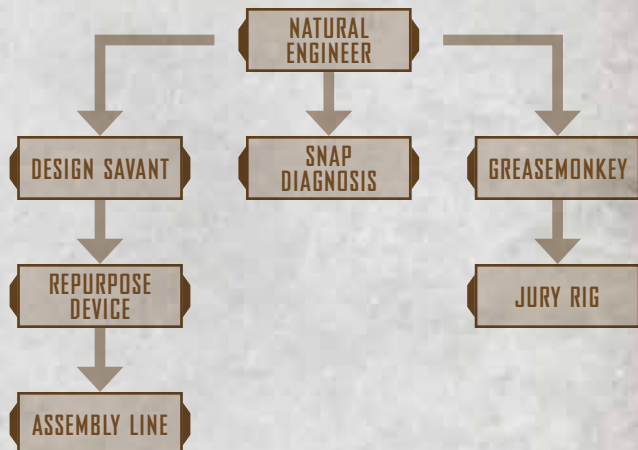 NATURAL
ENGINEER
DESIGN SAVANT
SNAP
DIAGNOSIS
GREASEMONKEY
REPURPOSE
DEVICE
JURY RIG
ASSEMBLY LINE